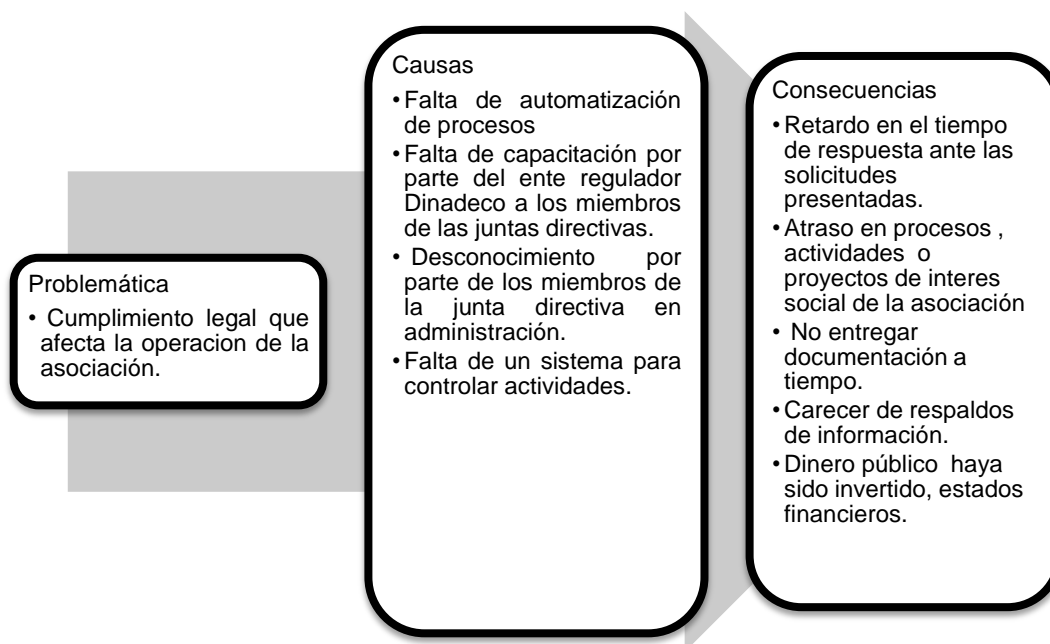 Problemática
• Cumplimiento legal que
afecta la operacion de la
asociación.
Causas
•Falta de automatización
de procesos
•Falta de capacitación por
parte del ente regulador
Dinadeco a los miembros
de las juntas directivas.
• Desconocimiento por
parte de los miembros de
la junta directiva en
administración.
•Falta de un sistema para
controlar actividades.
Consecuencias
•Retardo en el tiempo
de respuesta ante las
solicitudes
presentadas.
•Atraso en procesos ,
actividades o
proyectos de interes
social de la asociación
• No entregar
documentación a
tiempo.
•Carecer de respaldos
de información.
•Dinero público haya
sido invertido, estados
financieros.